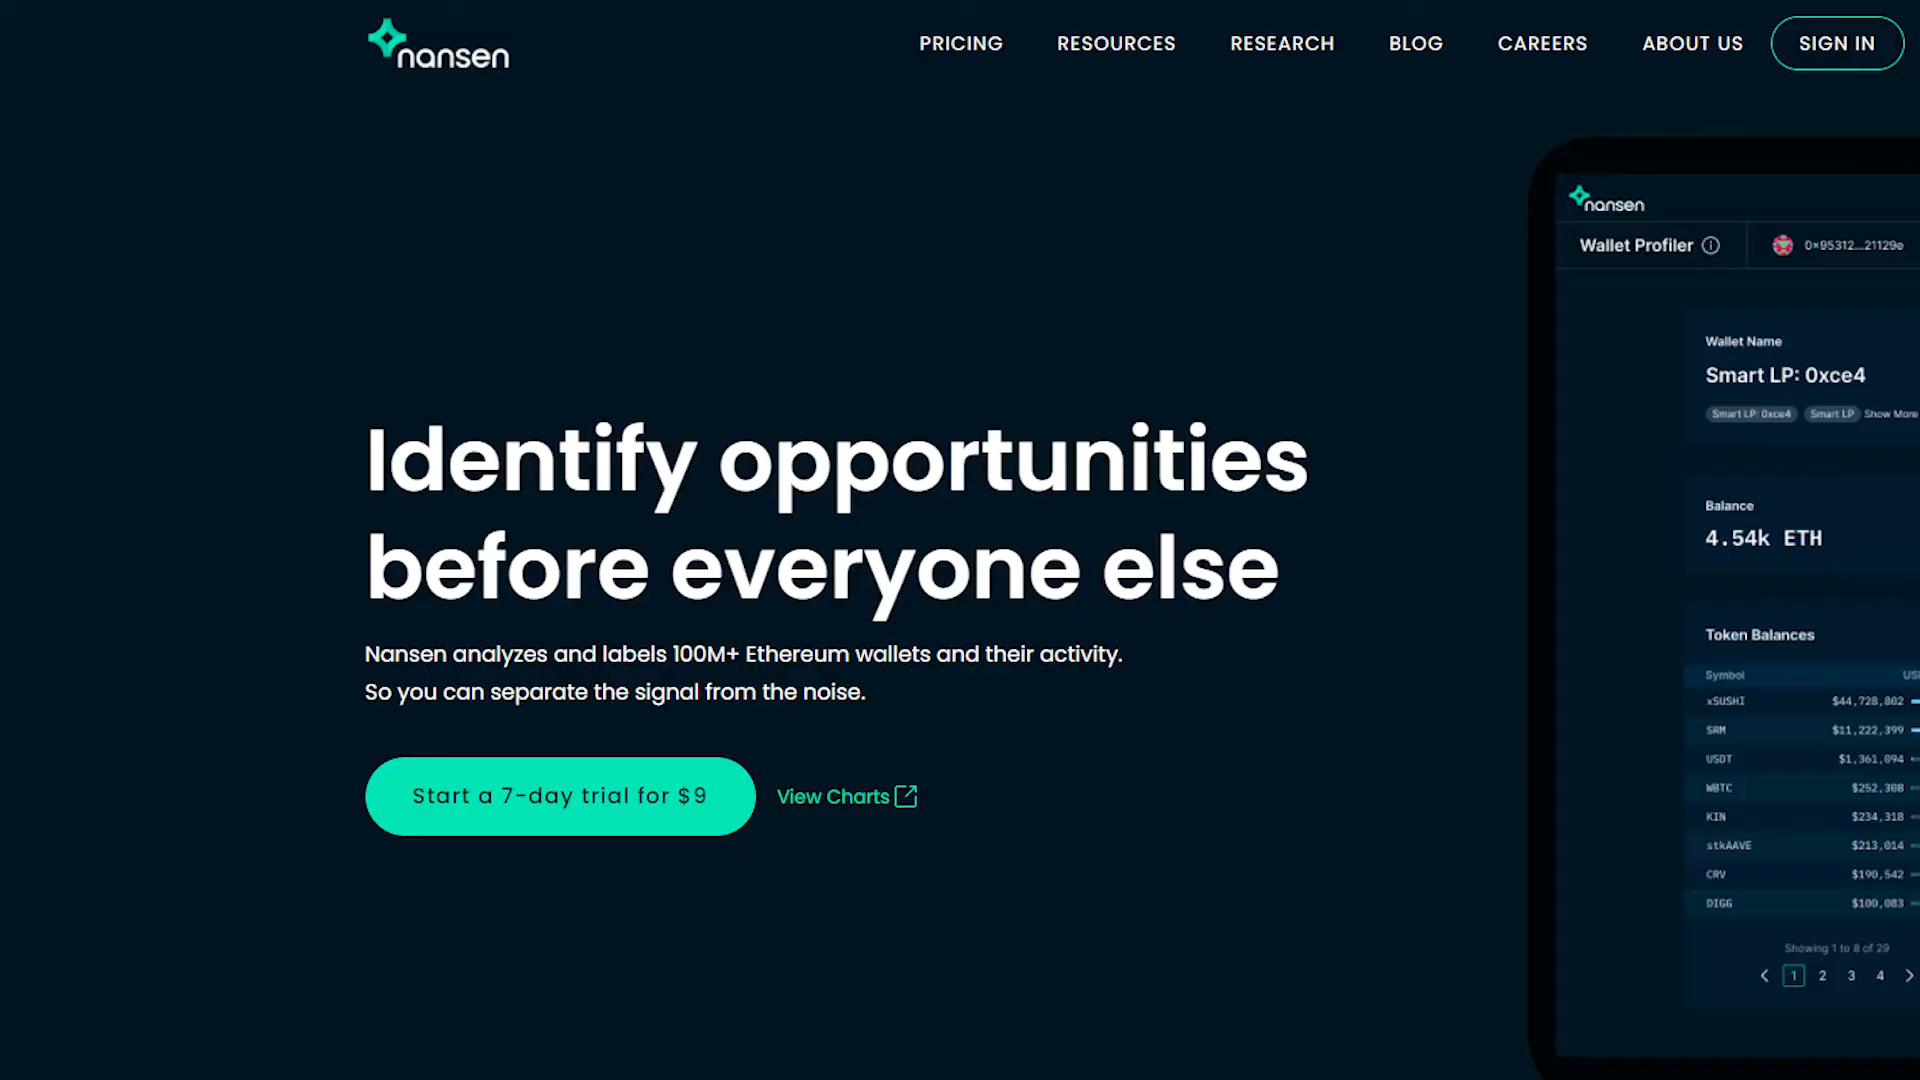 nansen
PRICING
RESOURCES
RESEARCH
BLOG
CAREERS
ABOUT US
SIGN IN
Identify opportunities
before everyone else
Nansen analyzes and labels 100M+ Ethereum wallets and their activity.
So you can separate the signal from the noise.
Start a 7-day trial for $9
View Charts
nansen
Wallet Profiler
0×95312...21129e
Wallet Name
Smart LP: 0xce4
Smart LP: 0xce4 Smart LP Show More
Balance
4.54k ETH
Token Balances
Symbol
xSUSHI $44,728,802
SRM $11,222,399
USDT $1,361,094
WBTC $252,308
KIN $234,318
stkAAVE $213,014
CRV $190,542
DIGG $100,083
Showing 1 to 8 of 29
1 2 3 4